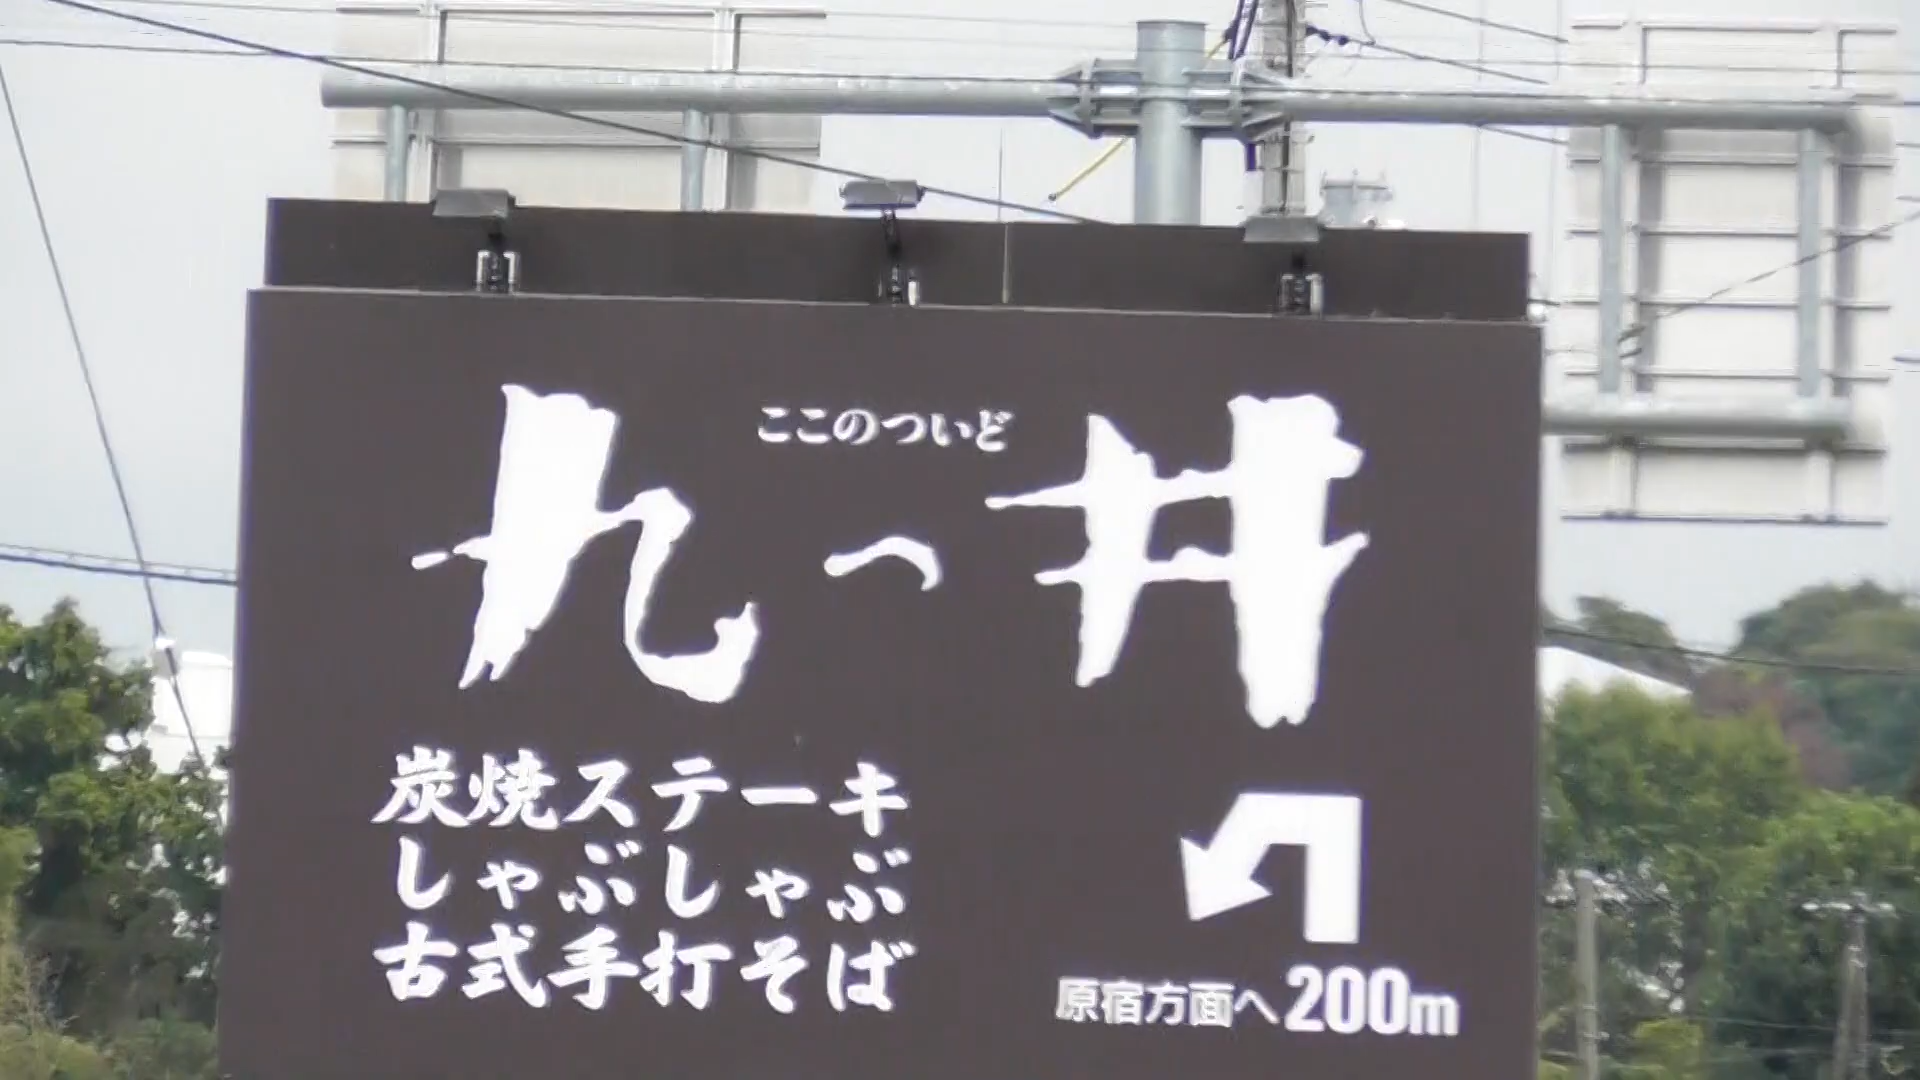 ここのついど
九つ井
炭焼ステーキ
しゃぶしゃぶ
古式手打そば
原宿方面へ200m